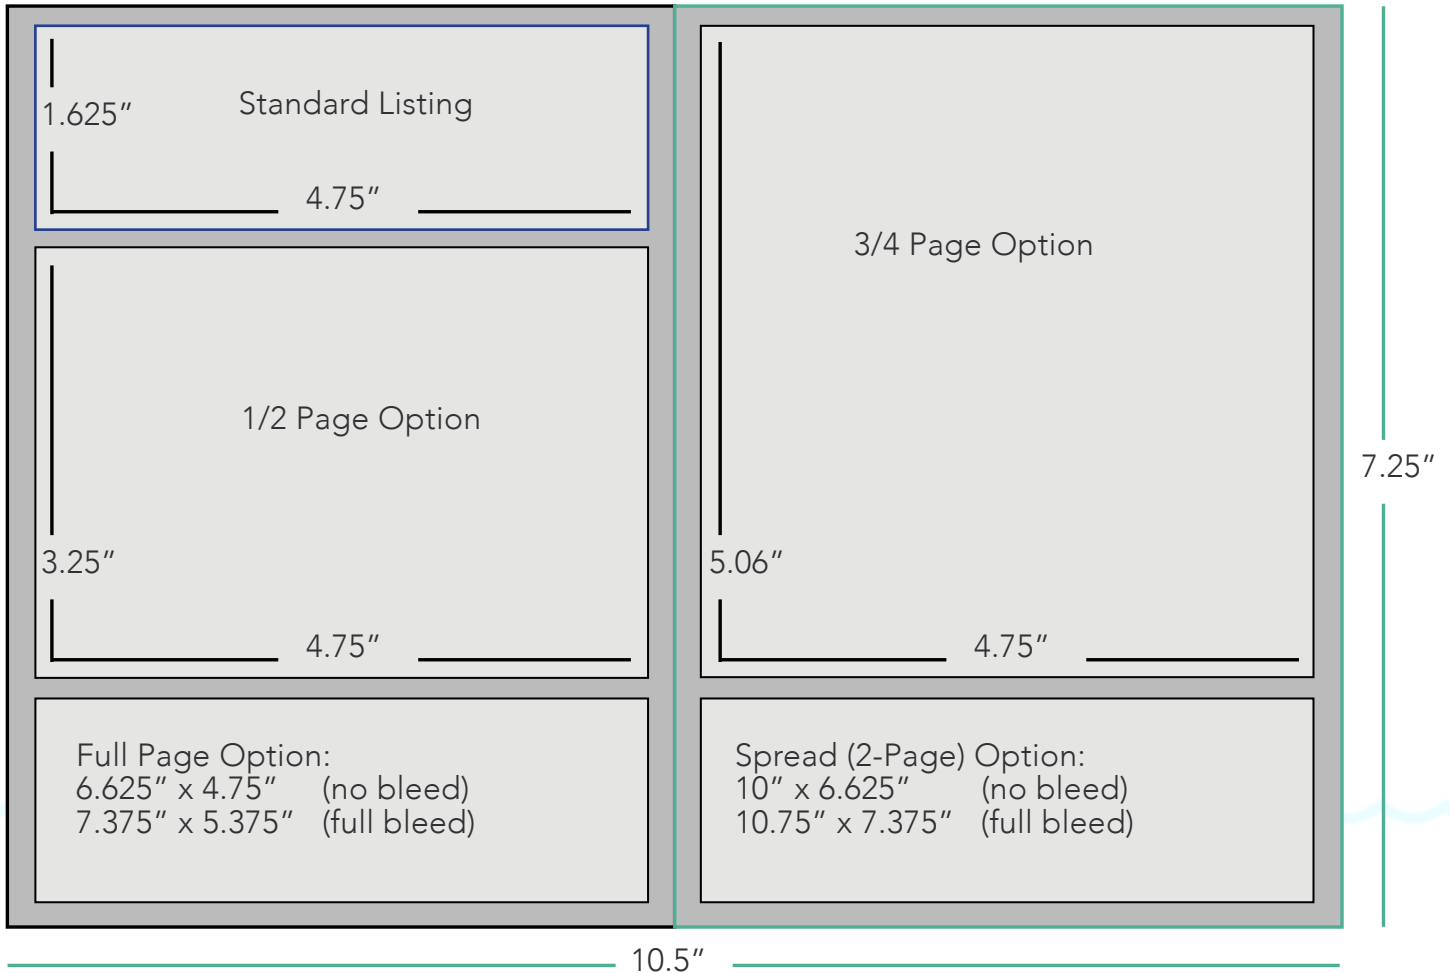 1.625”
Standard Listing
4.75”
1/2 Page Option
3.25”
4.75”
Full Page Option:
6.625” x 4.75” (no bleed)
7.375” x 5.375” (full bleed)
3/4 Page Option
5.06”
4.75”
Spread (2-Page) Option:
10” x 6.625” (no bleed)
10.75” x 7.375” (full bleed)
7.25”
10.5”